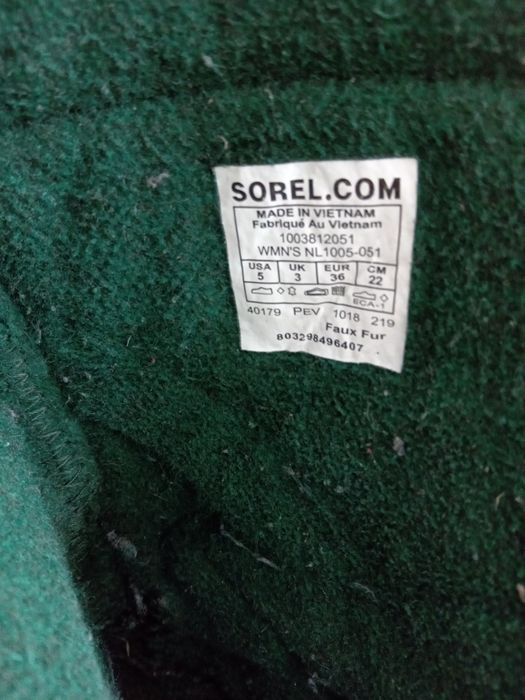 SOREL.COM
MADE IN VIETNAM
Fabriqué Au Vietnam
1003812051
WMN'S NL1005-051
USA UK EUR CM
5 3 36 22
ECA-1
40179 PEV 1018 219
Faux Fur
803298496407